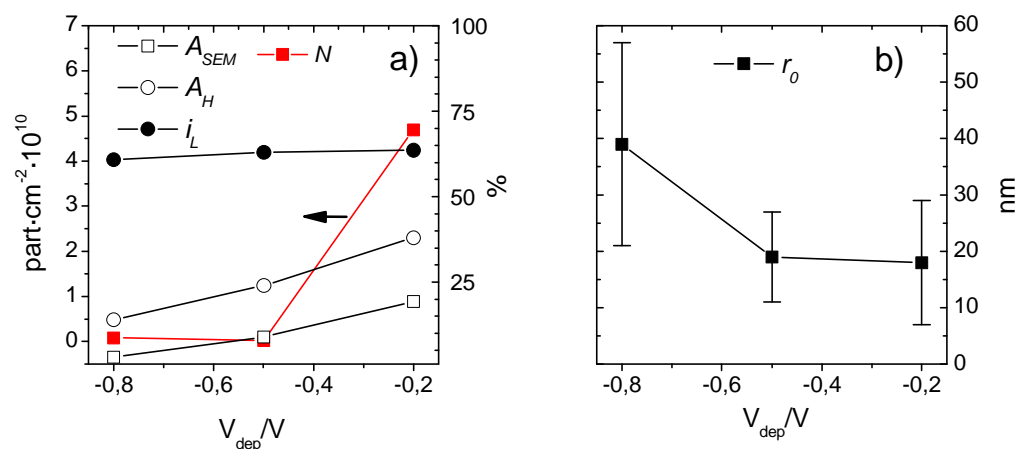 a)
A_SEM
N
A_H
i_L
part·cm⁻²·10¹⁰
7
6
5
4
3
2
1
0
100
75
50
25
%
-0,8
-0,6
-0,4
-0,2
V_dep/V
b)
r_0
60
50
40
30
20
10
0
nm
-0,8
-0,6
-0,4
-0,2
V_dep/V